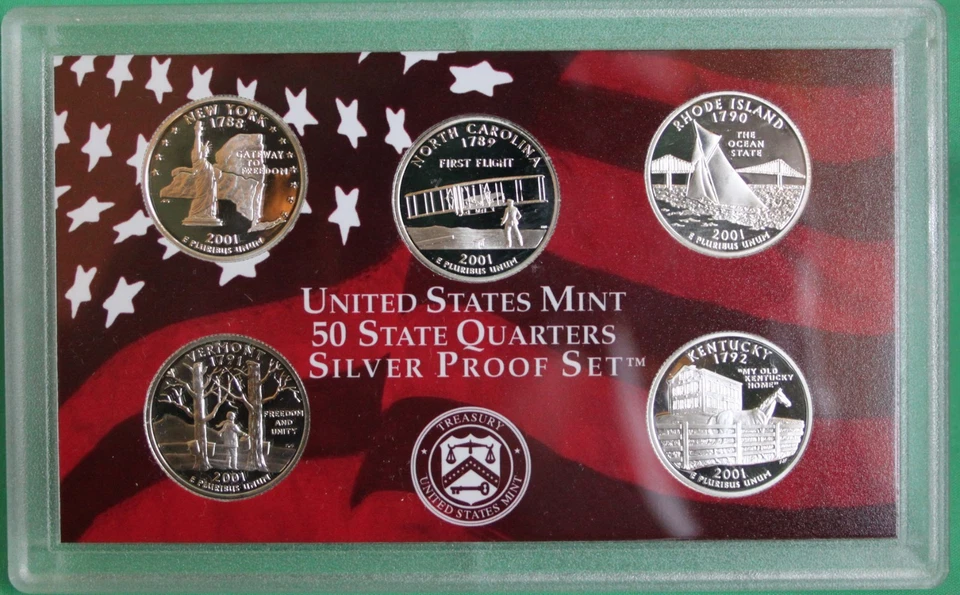 NEW YORK
1788
GATEWAY
TO
FREEDOM
2001
E PLURIBUS UNUM
NORTH CAROLINA
1789
FIRST FLIGHT
2001
E PLURIBUS UNUM
RHODE ISLAND
1790
THE
OCEAN
STATE
2001
E PLURIBUS UNUM
UNITED STATES MINT
50 STATE QUARTERS
SILVER PROOF SET™
VERMONT
1791
FREEDOM
AND
UNITY
2001
E PLURIBUS UNUM
TREASURY
UNITED STATES MINT
KENTUCKY
1792
"MY OLD
KENTUCKY
HOME"
2001
E PLURIBUS UNUM